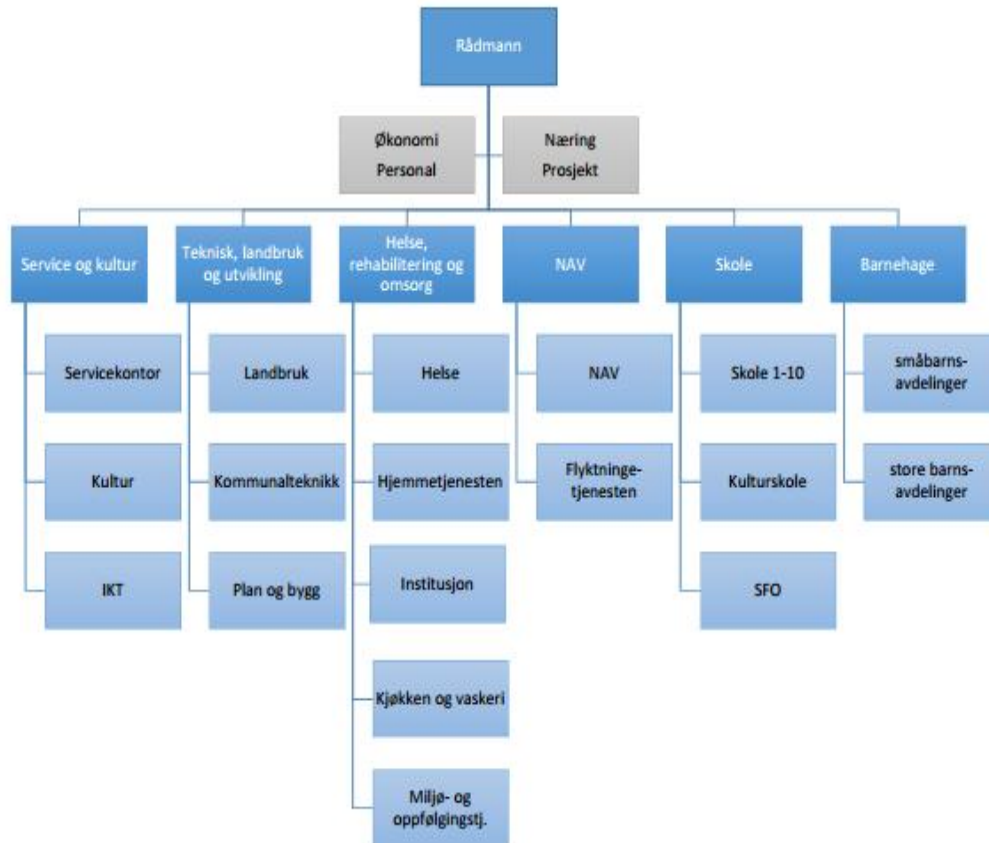 Rådmann
Økonomi
Personal
Næring
Prosjekt
Service og kultur
Teknisk, landbruk
og utvikling
Helse,
rehabilitering og
omsorg
NAV
Skole
Barnehage
Servicekontor
Landbruk
Helse
NAV
Skole 1-10
småbarns-
avdelinger
Kultur
Kommunalteknikk
Hjemmetjenesten
Flyktninge-
tjenesten
Kulturskole
store barns-
avdelinger
IKT
Plan og bygg
Institusjon
SFO
Kjøkken og vaskeri
Miljø- og
oppfølgingstj.